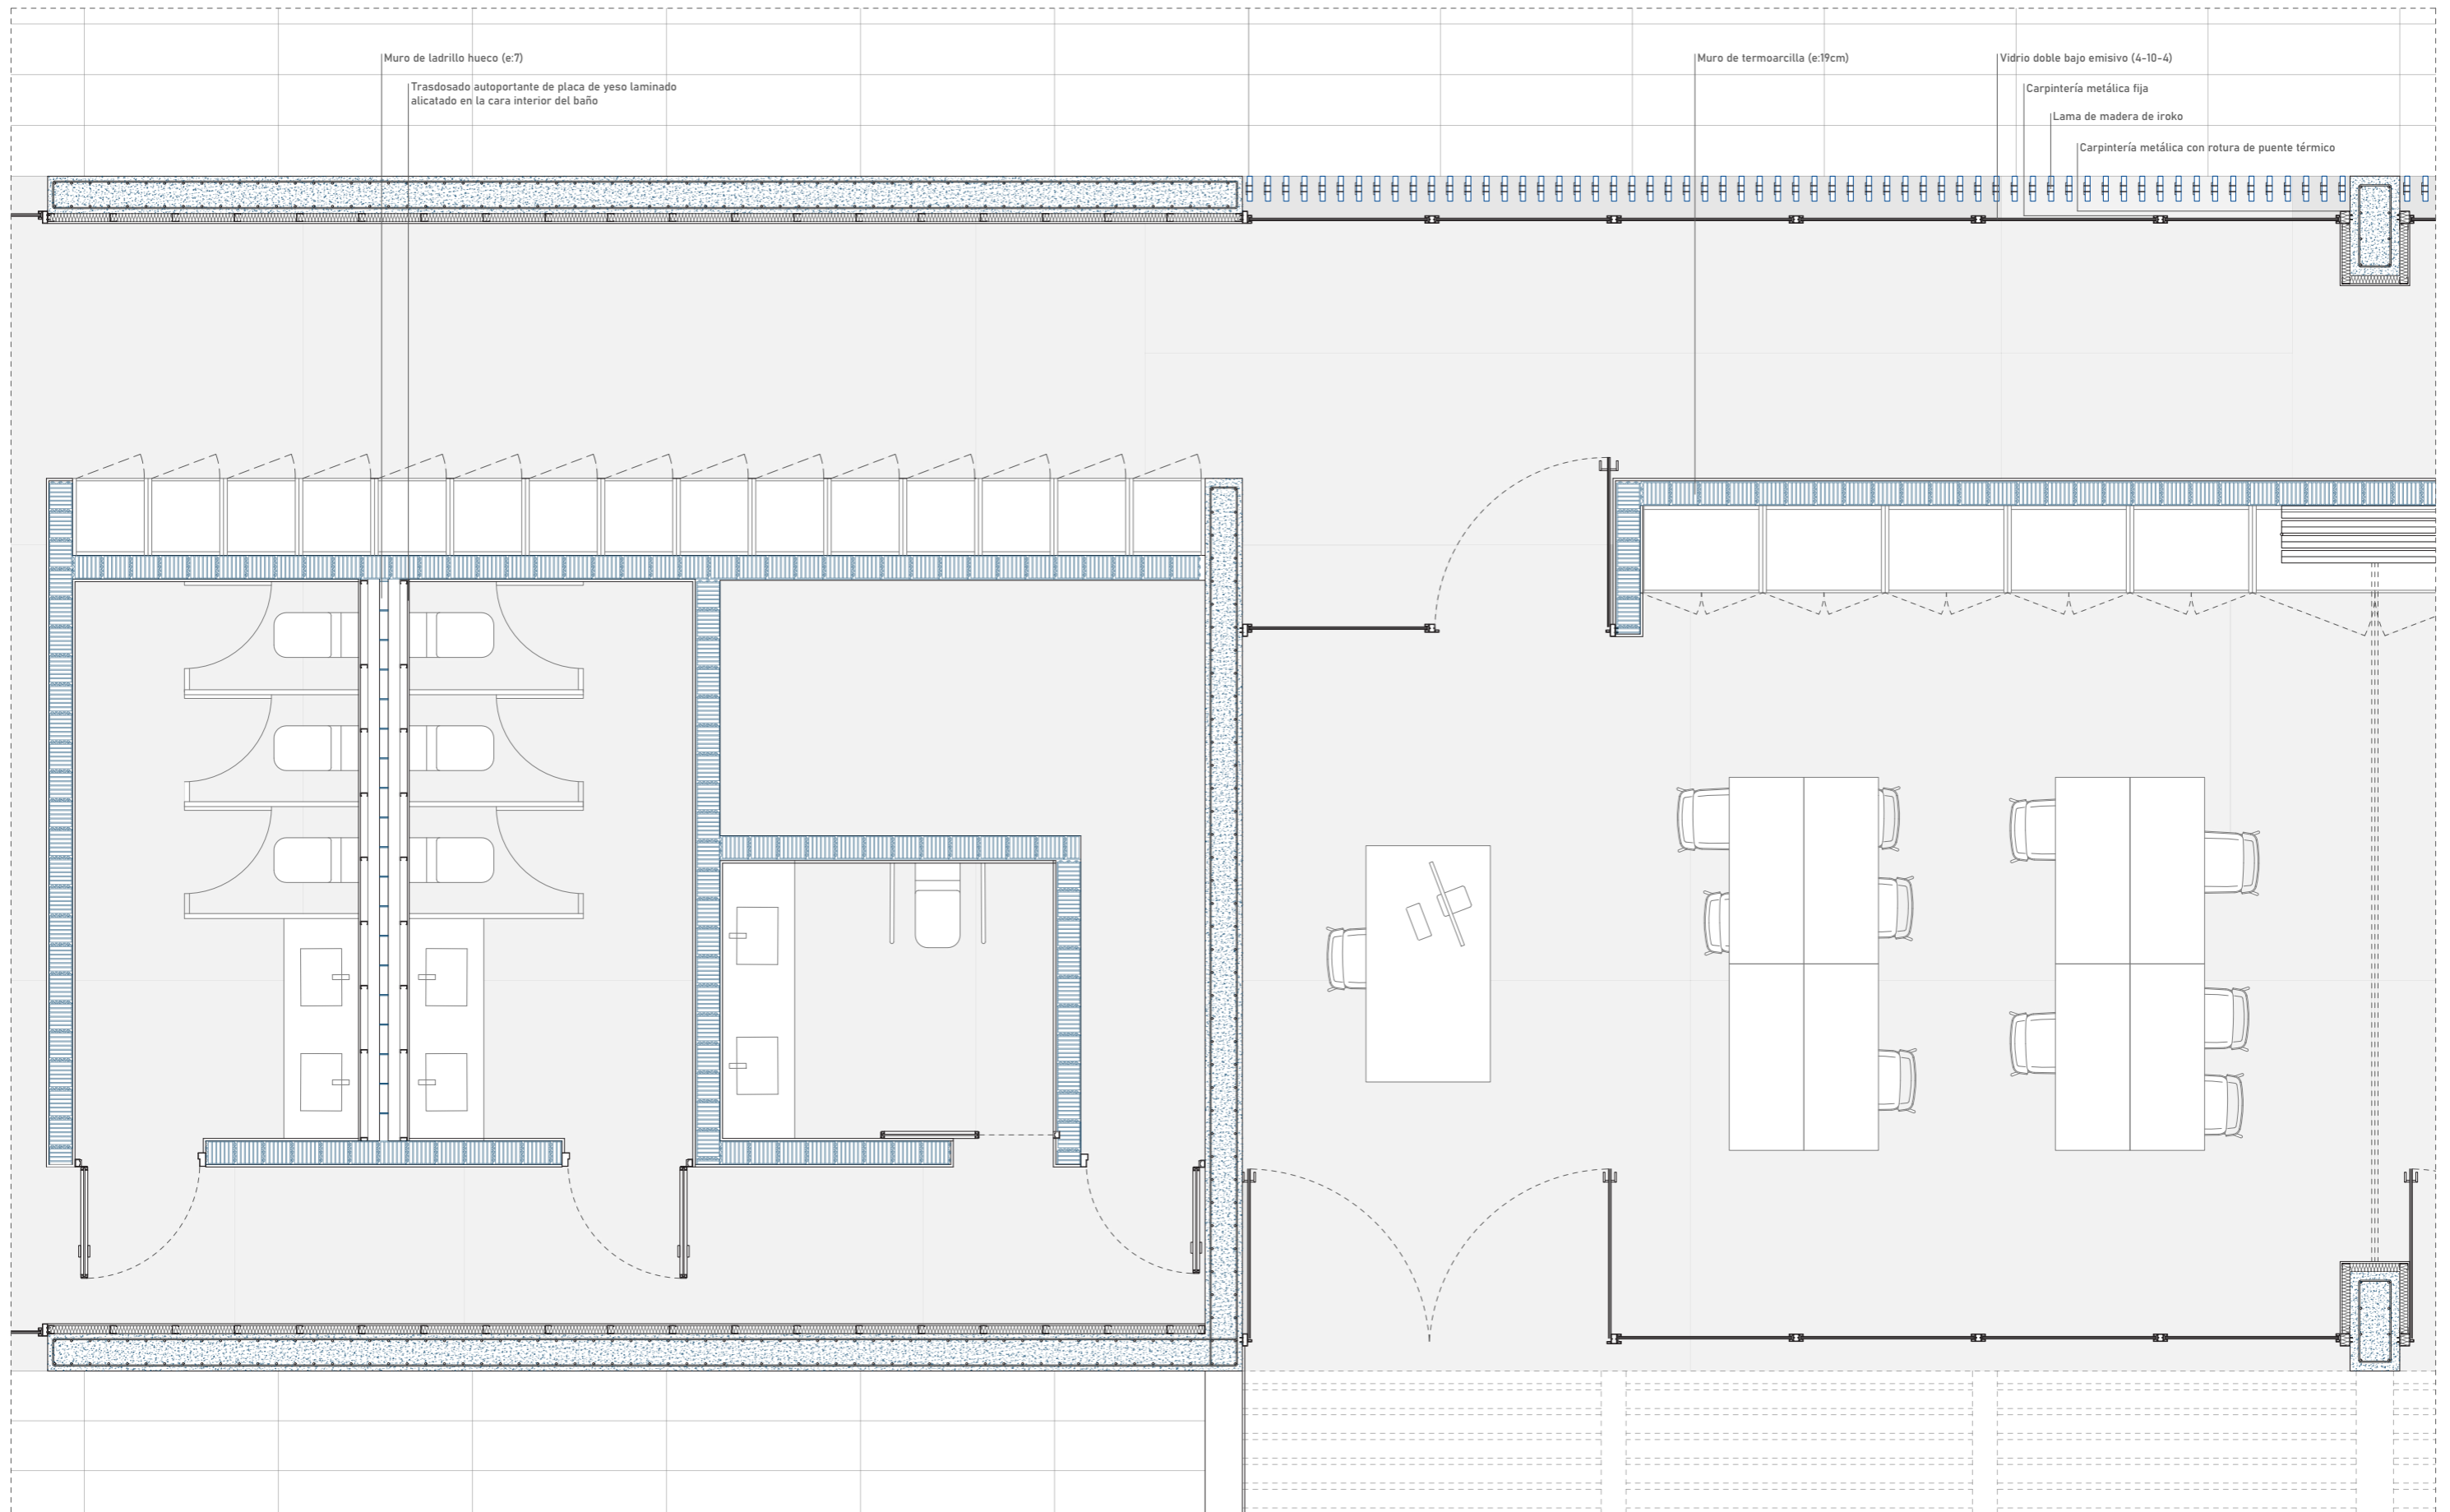 Muro de ladrillo hueco (e:7)
Trasdosado autoportante de placa de yeso laminado
alicatado en la cara interior del baño
Muro de termoarcilla (e:19cm)
Vidrio doble bajo emisivo (4-10-4)
Carpintería metálica fija
Lama de madera de iroko
Carpintería metálica con rotura de puente térmico